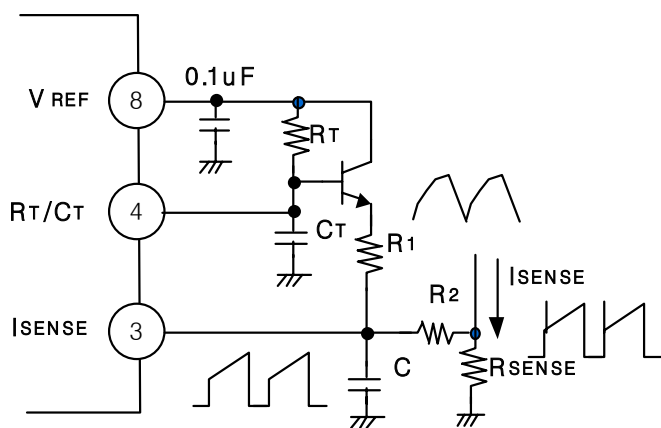 0.1uF
VREF
8
RT
RT/CT
4
CT
R1
ISENSE
R2
ISENSE
3
C
RSENSE